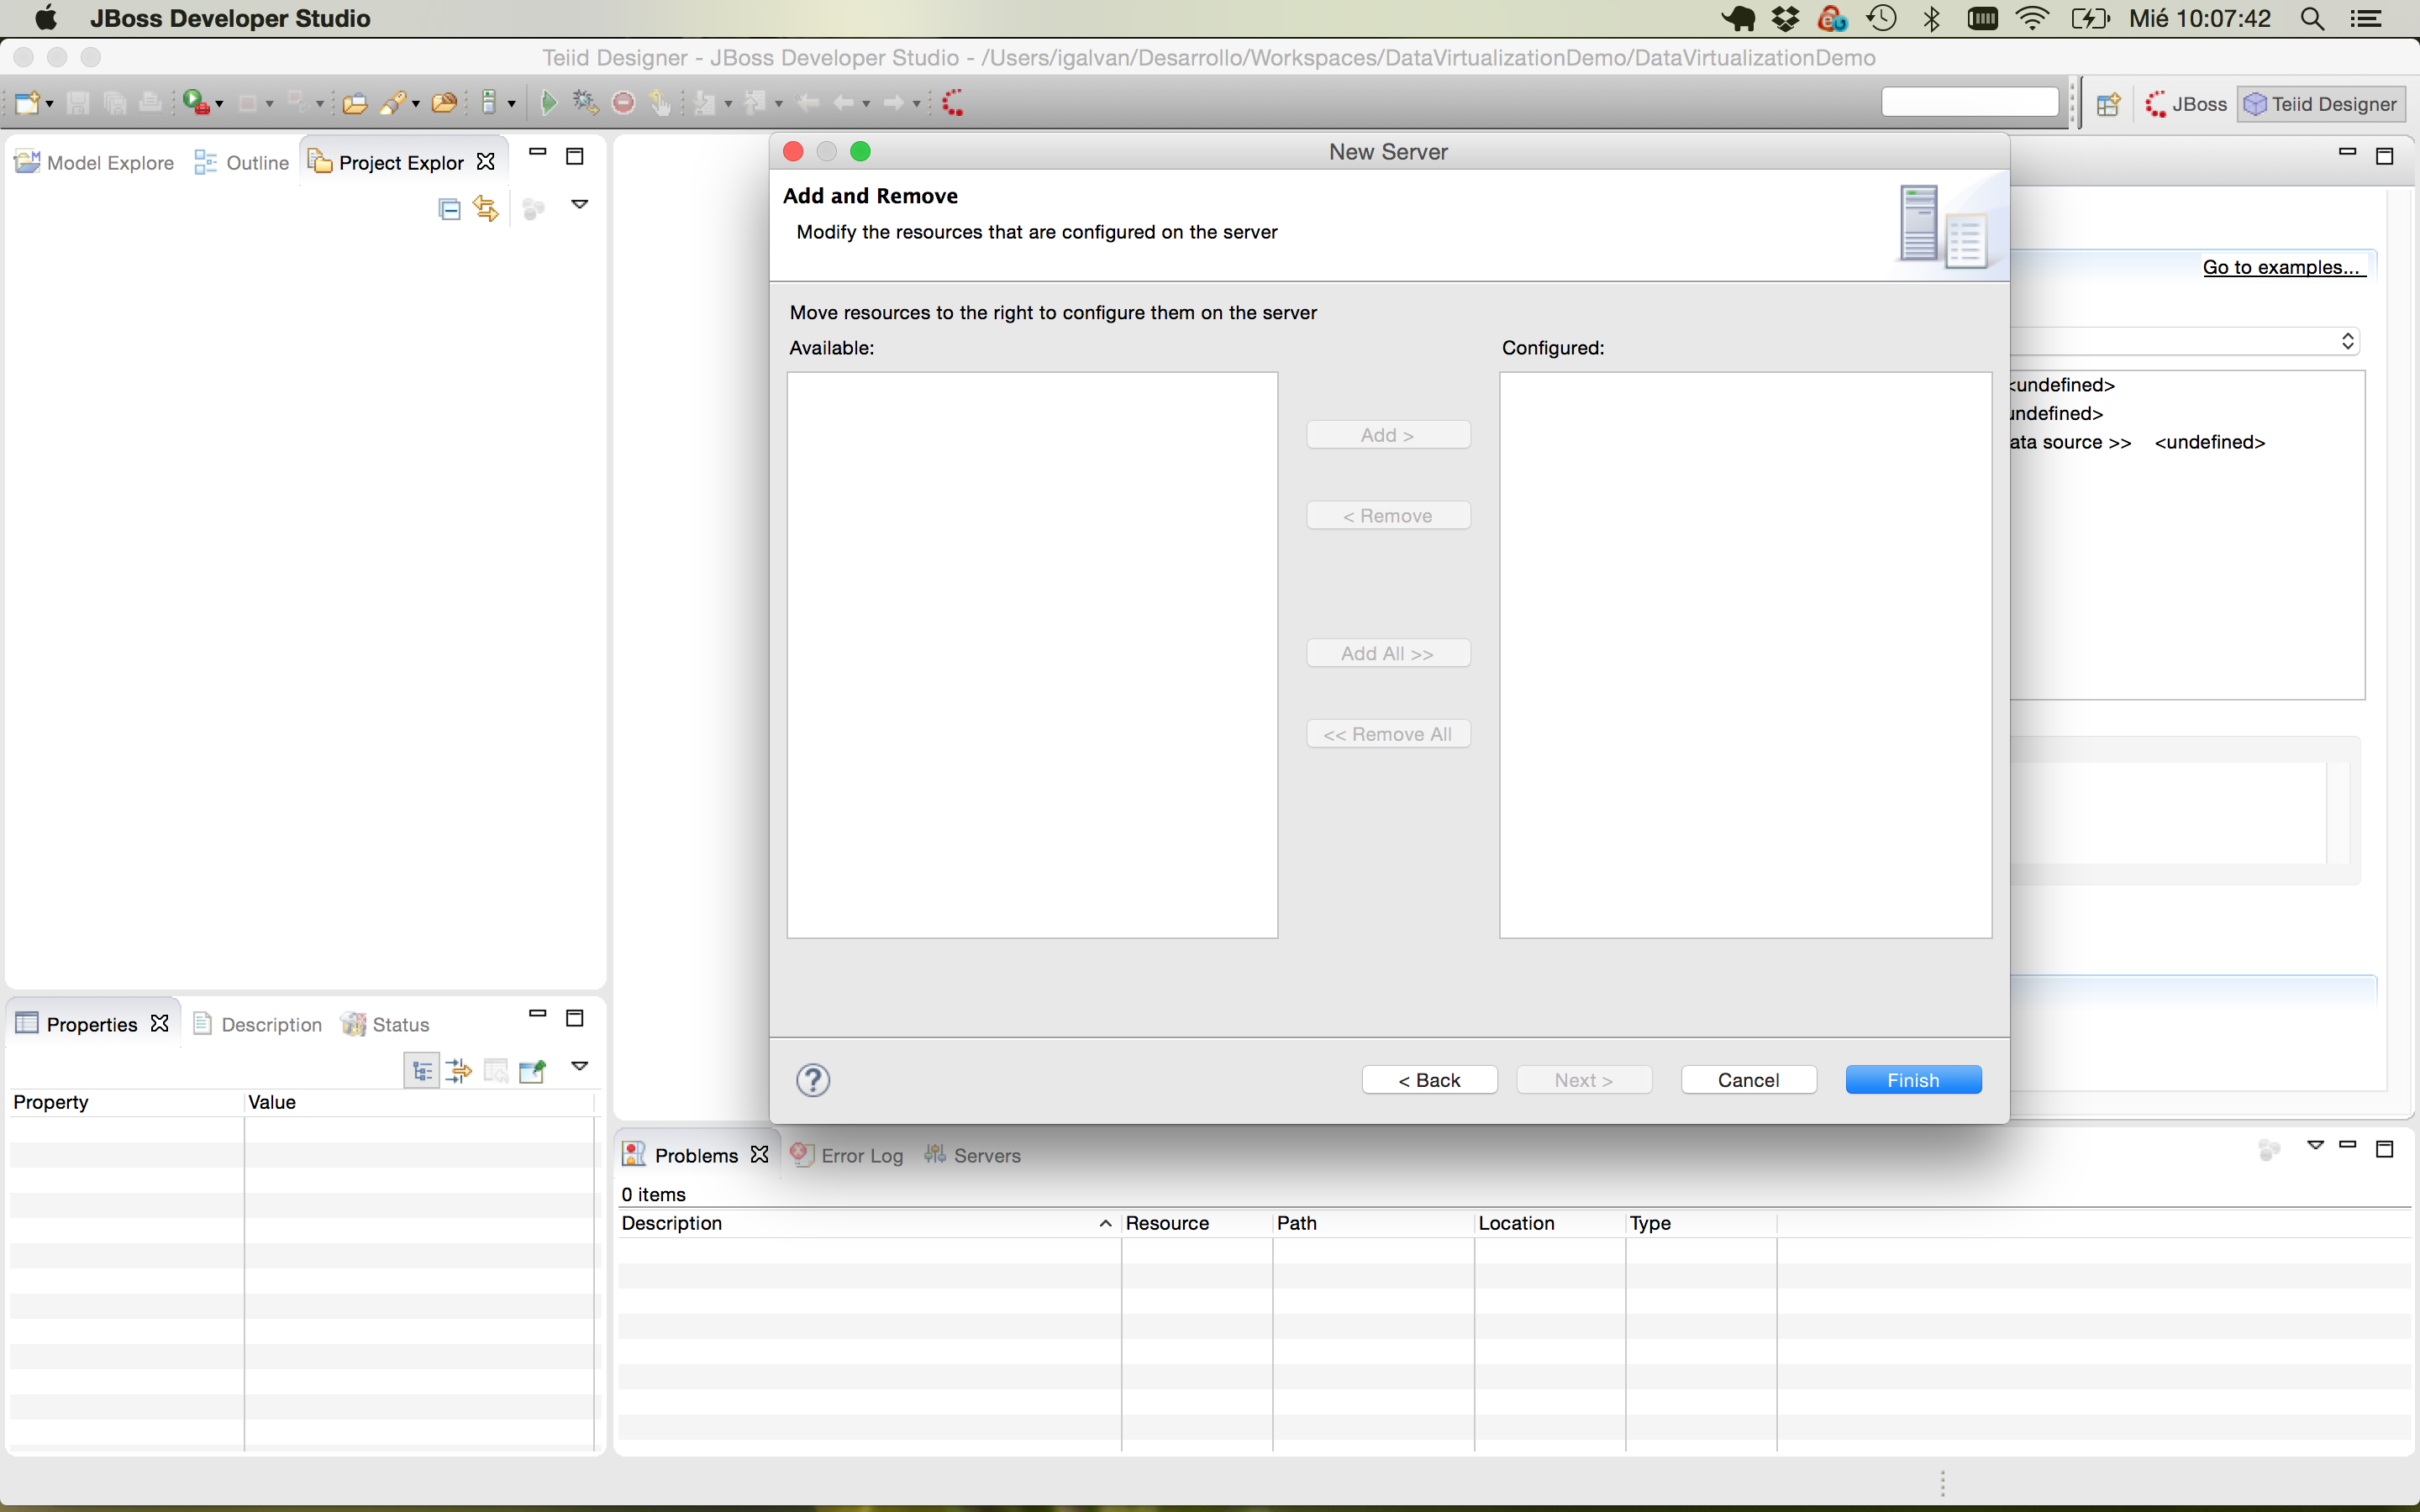 JBoss Developer Studio
Mié 10:07:42
Teiid Designer - JBoss Developer Studio - /Users/igalvan/Desarrollo/Workspaces/DataVirtualizationDemo/DataVirtualizationDemo
JBoss
Teiid Designer
Model Explore
Outline
Project Explor
New Server
Add and Remove
Modify the resources that are configured on the server
Go to examples...
Move resources to the right to configure them on the server
Available:
Configured:
Add >
< Remove
Add All >>
<< Remove All
<undefined>
undefined>
ata source >> <undefined>
< Back
Next >
Cancel
Finish
Properties
Description
Status
Property
Value
Problems
Error Log
Servers
0 items
Description
Resource
Path
Location
Type